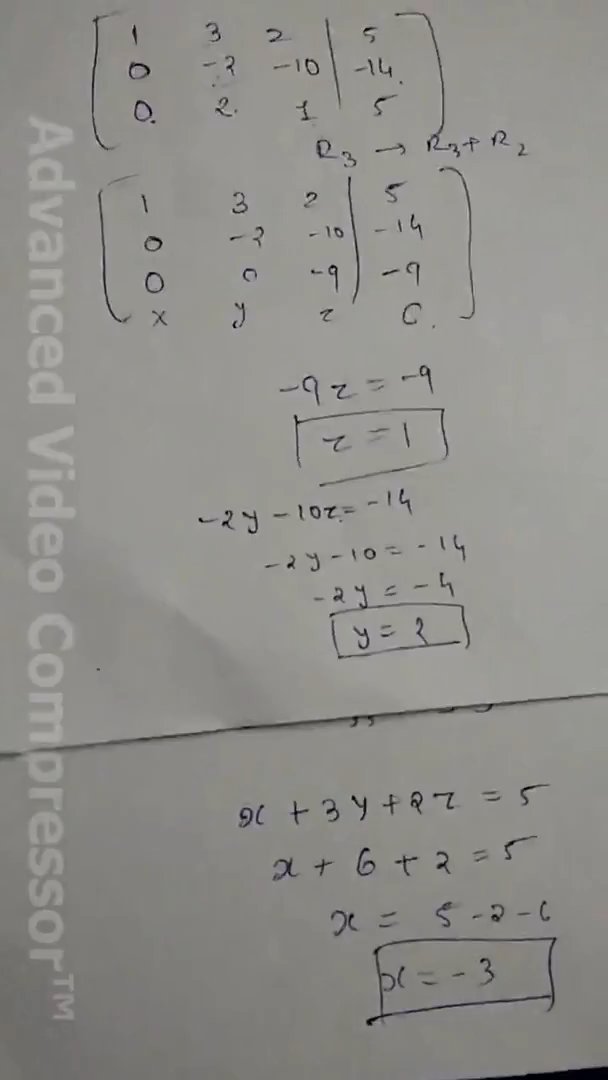 1 3 2 | 5
0 -2 -10 | -14
0 2 1 | 5
R3 → R3 + R2
1 3 2 | 5
0 -2 -10 | -14
0 0 -9 | -9
x y z C
-9z = -9
z = 1
-2y - 10z = -14
-2y - 10 = -14
-2y = -4
y = 2
x + 3y + 2z = 5
x + 6 + 2 = 5
x = 5 - 2 - 6
x = -3
Advanced Video Compressor™